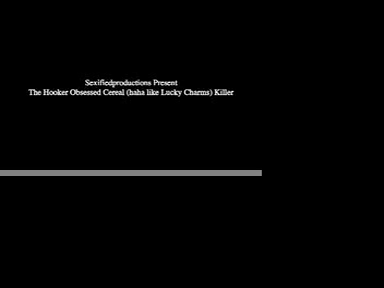 Sexifiedproductions Present
The Hooker Obsessed Cereal (haha like Lucky Charms) Killer